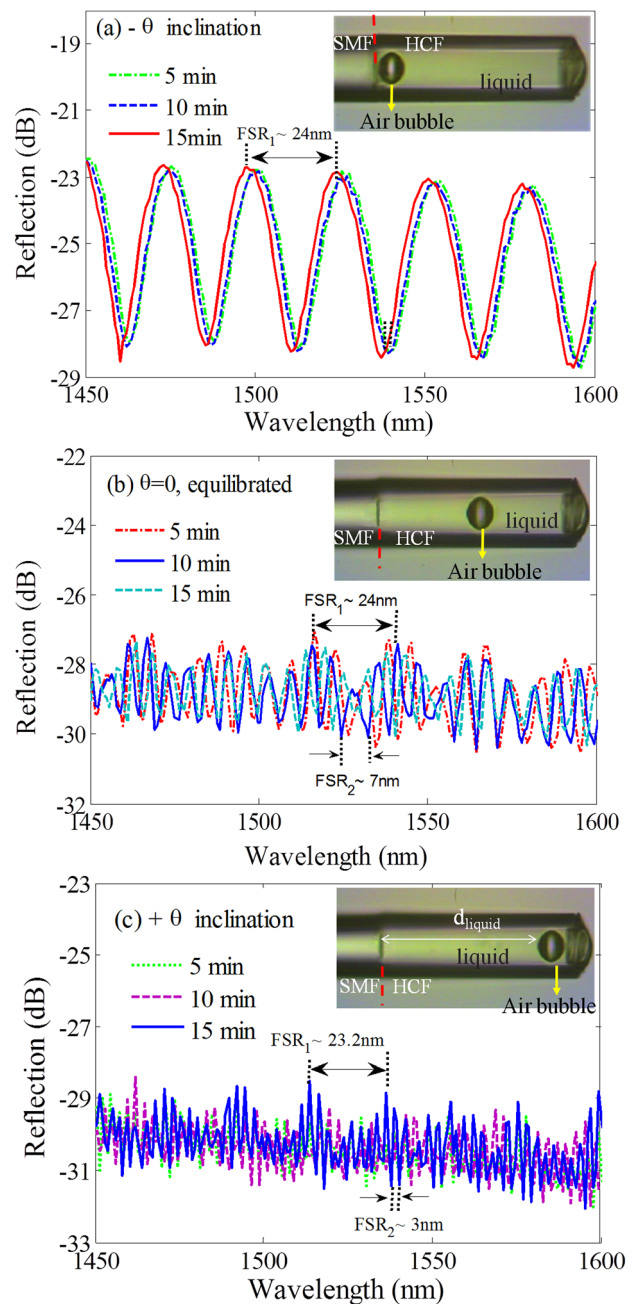 (a) - θ inclination
SMF HCF
liquid
Air bubble
5 min
10 min
15min
FSR1~ 24nm
-19
-21
-23
-25
-27
-29
Reflection (dB)
1450 1500 1550 1600
Wavelength (nm)
(b) θ=0, equilibrated
liquid
SMF HCF
Air bubble
5 min
10 min
15 min
FSR1~ 24nm
FSR2~ 7nm
-22
-24
-26
-28
-30
-32
Reflection (dB)
1450 1500 1550 1600
Wavelength (nm)
(c) + θ inclination
dliquid
liquid
SMF HCF
Air bubble
5 min
10 min
15 min
FSR1~ 23.2nm
FSR2~ 3nm
-23
-25
-27
-29
-31
-33
Reflection (dB)
1450 1500 1550 1600
Wavelength (nm)